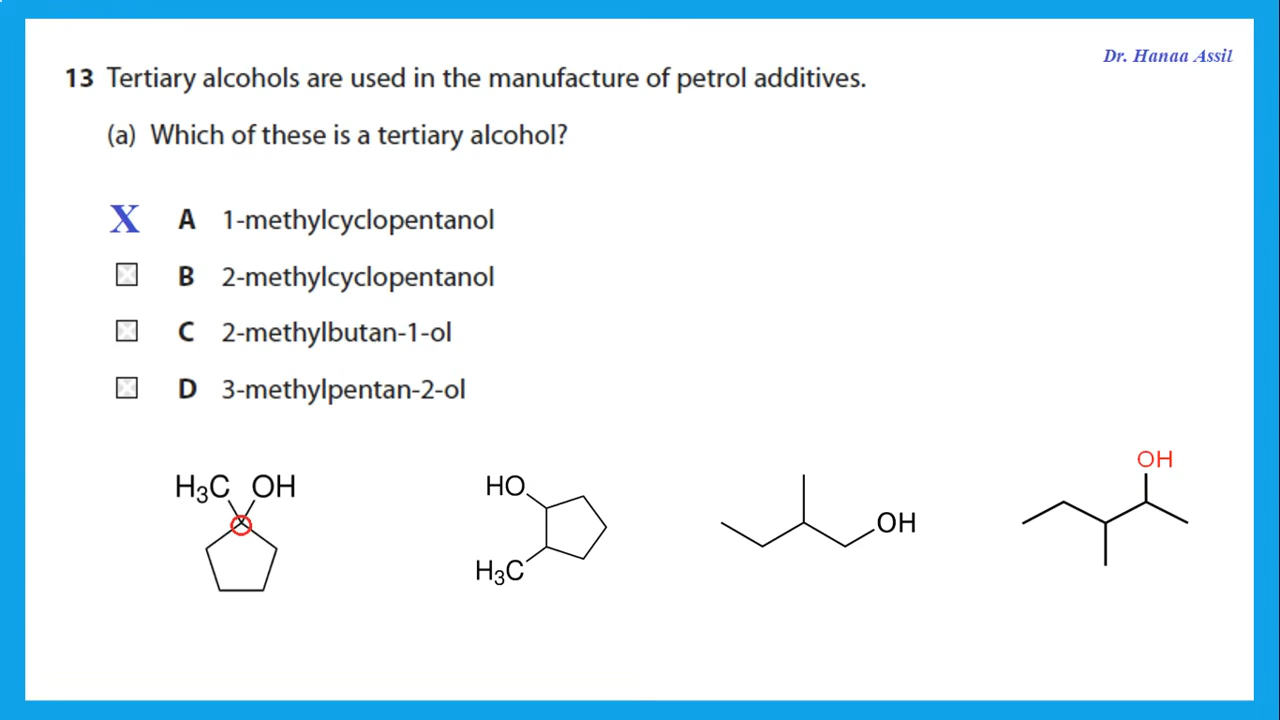 Dr. Hanaa Assil
13 Tertiary alcohols are used in the manufacture of petrol additives.
(a) Which of these is a tertiary alcohol?
X A 1-methylcyclopentanol
B 2-methylcyclopentanol
C 2-methylbutan-1-ol
D 3-methylpentan-2-ol
H₃C OH
HO
H₃C
OH
OH